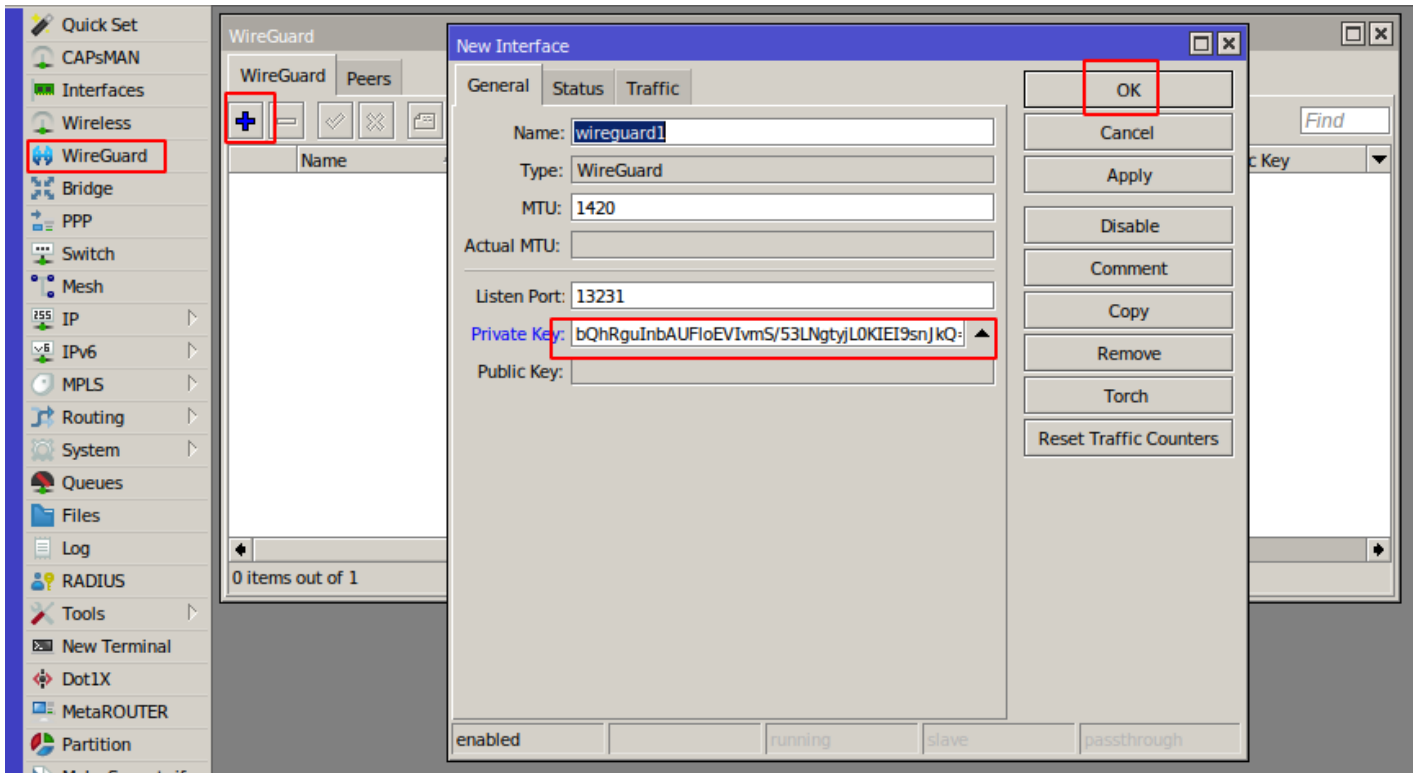 Quick Set
CAPsMAN
Interfaces
Wireless
WireGuard
Bridge
PPP
Switch
Mesh
IP
IPv6
MPLS
Routing
System
Queues
Files
Log
RADIUS
Tools
New Terminal
Dot1X
MetaROUTER
Partition
WireGuard
WireGuard Peers
Find
Name
c Key
0 items out of 1
New Interface
General Status Traffic
Name: wireguard1
Type: WireGuard
MTU: 1420
Actual MTU:
Listen Port: 13231
Private Key:
Public Key:
OK
Cancel
Apply
Disable
Comment
Copy
Remove
Torch
Reset Traffic Counters
enabled running slave passthrough